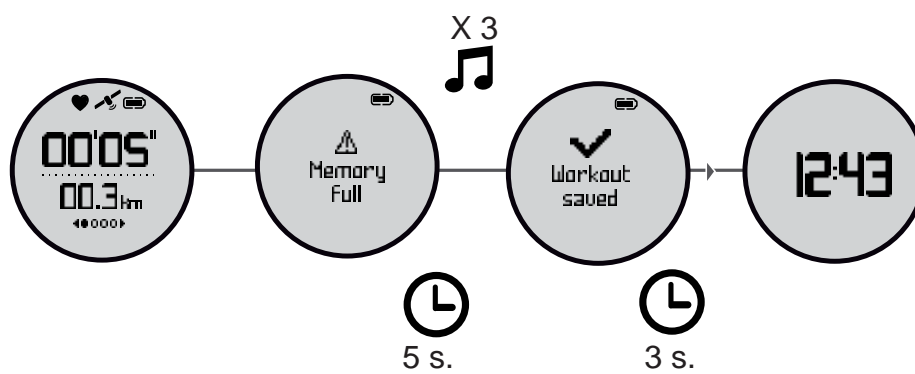 X 3
00'05"
00.3km
Memory
full
Workout
saved
12:43
5 s.
3 s.